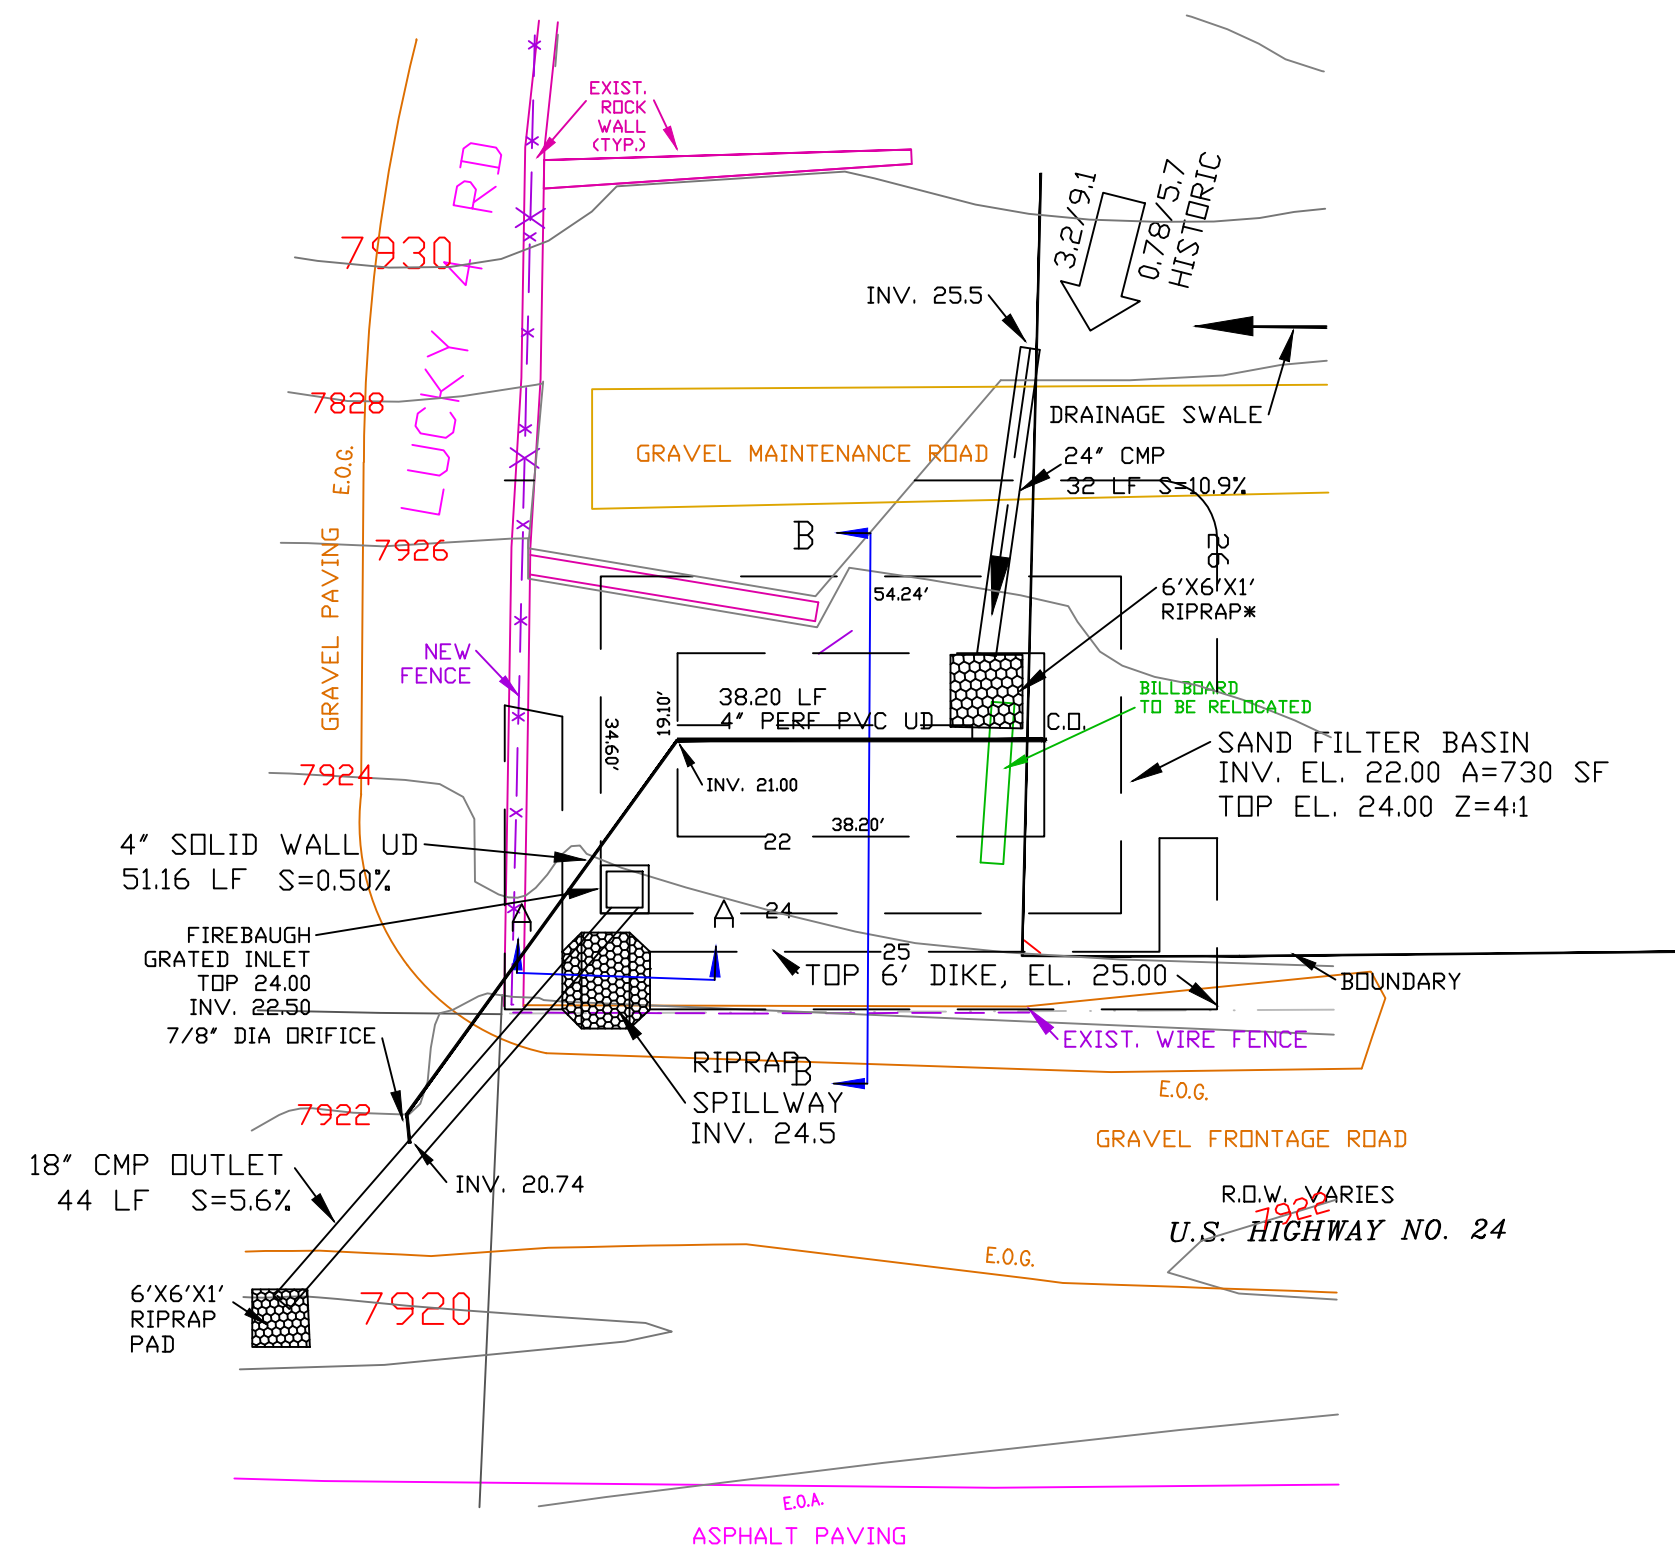 EXIST.
ROCK
WALL
(TYP.)
LUCKY 4 RD
3.2/9.1
0.78/5.7
HISTORIC
7930
INV. 25.5
7828
DRAINAGE SWALE
GRAVEL MAINTENANCE ROAD
24" CMP
32 LF S=10.9%
E.O.G.
GRAVEL PAVING
7926
B
26
54.24'
6'X6'X1'
RIPRAP*
NEW
FENCE
38.20 LF
4" PERF PVC UD
C.O.
19.10'
34.60'
BILLBOARD
TO BE RELOCATED
SAND FILTER BASIN
INV. EL. 22.00 A=730 SF
TOP EL. 24.00 Z=4:1
7924
INV. 21.00
38.20'
22
4" SOLID WALL UD
51.16 LF S=0.50%
A
A
24
25
FIREBAUGH
GRATED INLET
TOP 24.00
INV. 22.50
TOP 6' DIKE, EL. 25.00
BOUNDARY
7/8" DIA ORIFICE
EXIST. WIRE FENCE
RIPRAP
SPILLWAY
INV. 24.5
B
E.O.G.
7922
GRAVEL FRONTAGE ROAD
18" CMP OUTLET
44 LF S=5.6%
INV. 20.74
R.O.W. VARIES
7922
U.S. HIGHWAY NO. 24
E.O.G.
6'X6'X1'
RIPRAP
PAD
7920
E.O.A.
ASPHALT PAVING